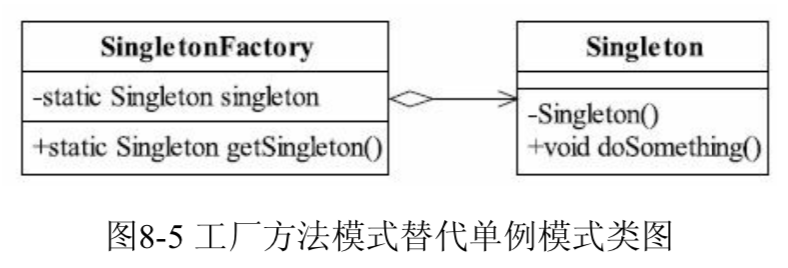 SingletonFactory
-static Singleton singleton
+static Singleton getSingleton()
Singleton
-Singleton()
+void doSomething()
图8-5 工厂方法模式替代单例模式类图